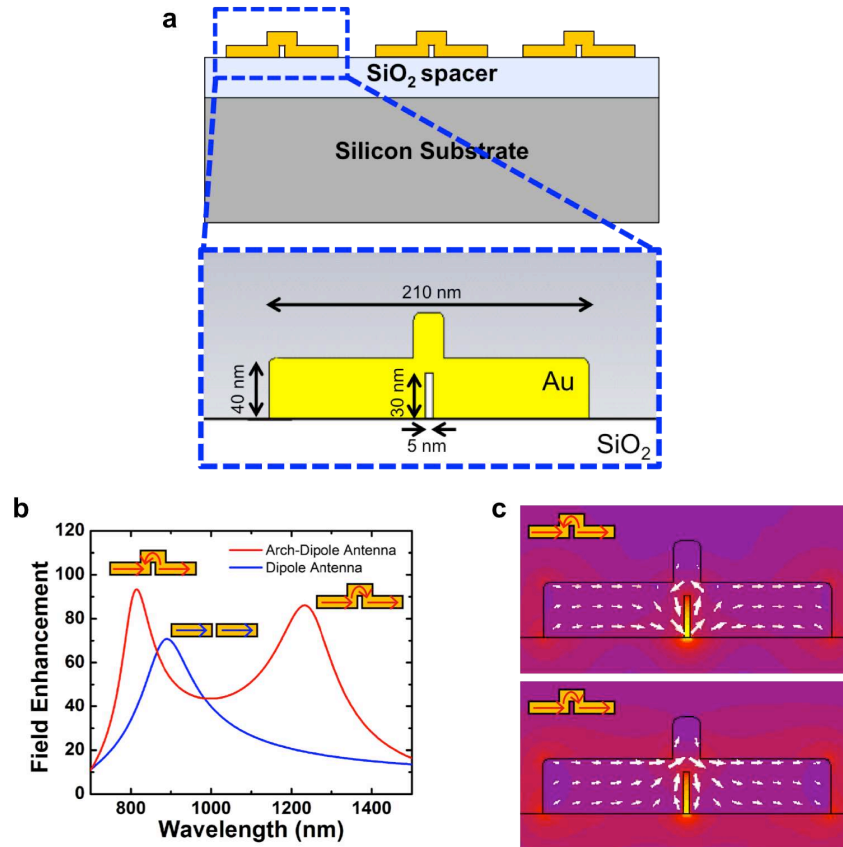 a
SiO2 spacer
Silicon Substrate
210 nm
40 nm
30 nm
Au
5 nm
SiO2
b
120
100
80
60
40
20
0
Field Enhancement
Arch-Dipole Antenna
Dipole Antenna
800 1000 1200 1400
Wavelength (nm)
c